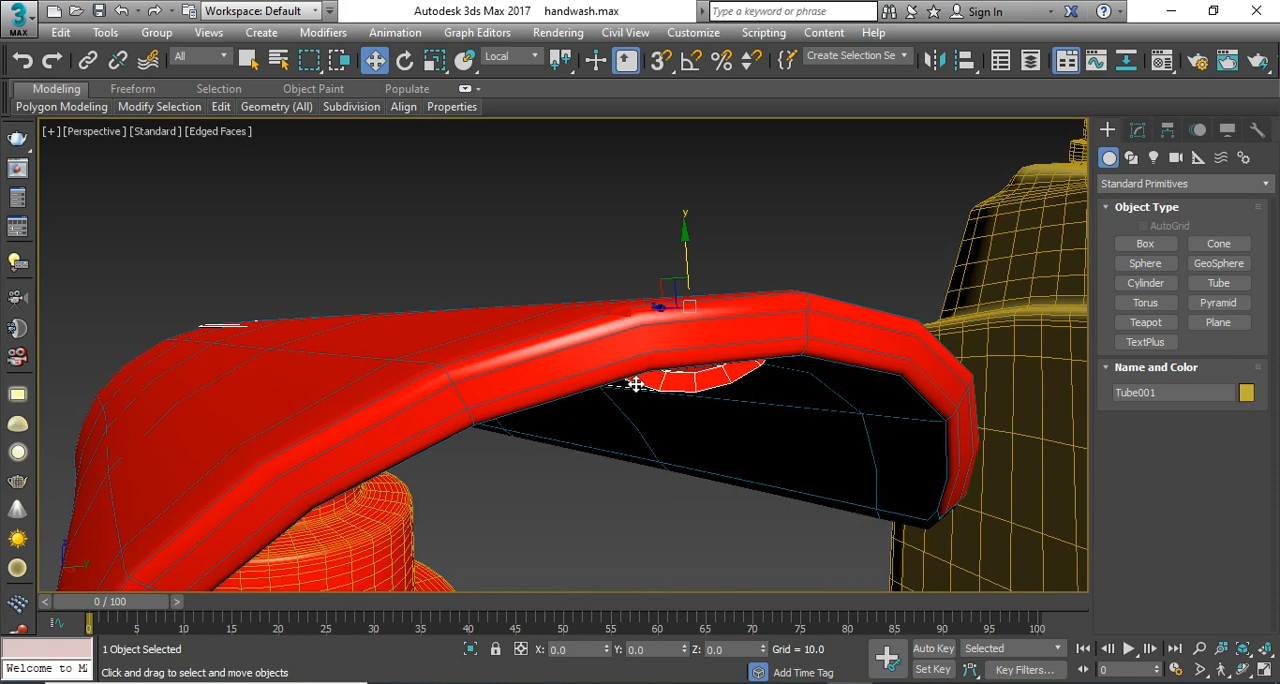 3 MAX Workspace: Default Autodesk 3ds Max 2017 handwash.max Type a keyword or phrase Sign In
Edit Tools Group Views Create Modifiers Animation Graph Editors Rendering Civil View Customize Scripting Content Help
All Local 3 Create Selection Se
Modeling Freeform Selection Object Paint Populate
Polygon Modeling Modify Selection Edit Geometry (All) Subdivision Align Properties
[+] [Perspective ] [Standard ] [Edged Faces ]
Standard Primitives
Object Type
AutoGrid
Box Cone
Sphere GeoSphere
Cylinder Tube
Torus Pyramid
Teapot Plane
TextPlus
Name and Color
Tube001
y
z y
< 0 / 100 >
0 5 10 15 20 25 30 35 40 45 50 55 60 65 70 75 80 85 90 95 100
1 Object Selected X: 0.0 Y: 0.0 Z: 0.0 Grid = 10.0 Auto Key Selected
Welcome to M Click and drag to select and move objects Add Time Tag Set Key Key Filters... 0